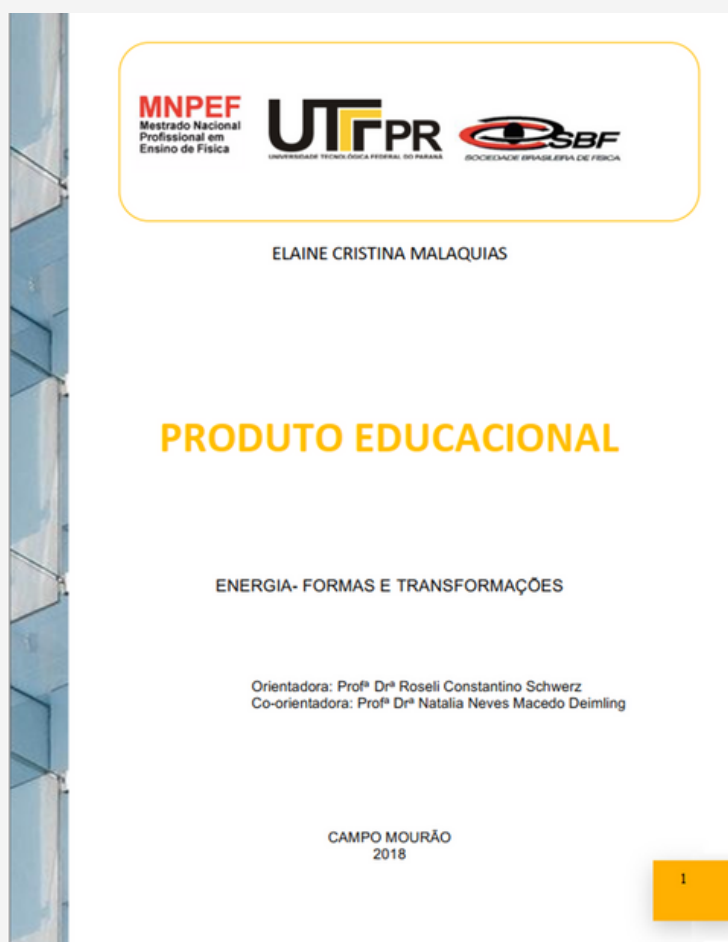 MNPEF
Mestrado Nacional
Profissional em
Ensino de Física
UTFPR
UNIVERSIDADE TECNOLÓGICA FEDERAL DO PARANÁ
SBF
SOCIEDADE BRASILEIRA DE FÍSICA
ELAINE CRISTINA MALAQUIAS
PRODUTO EDUCACIONAL
ENERGIA- FORMAS E TRANSFORMAÇÕES
Orientadora: Profª Drª Roseli Constantino Schwerz
Co-orientadora: Profª Drª Natalia Neves Macedo Deimling
CAMPO MOURÃO
2018
1